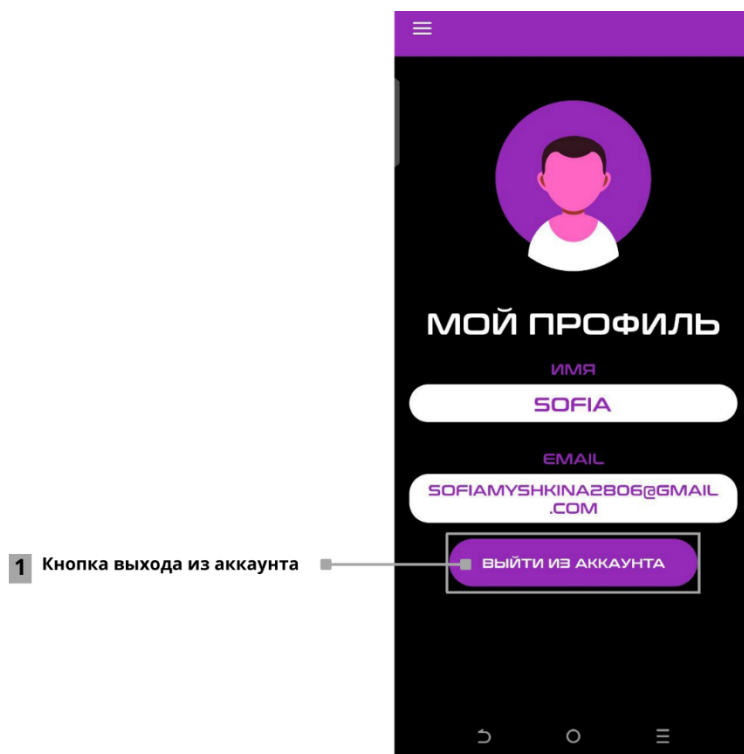 МОЙ ПРОФИЛЬ
ИМЯ
SOFIA
EMAIL
SOFIAMYSHKINA2806@GMAIL
.COM
1 Кнопка выхода из аккаунта
ВЫЙТИ ИЗ АККАУНТА